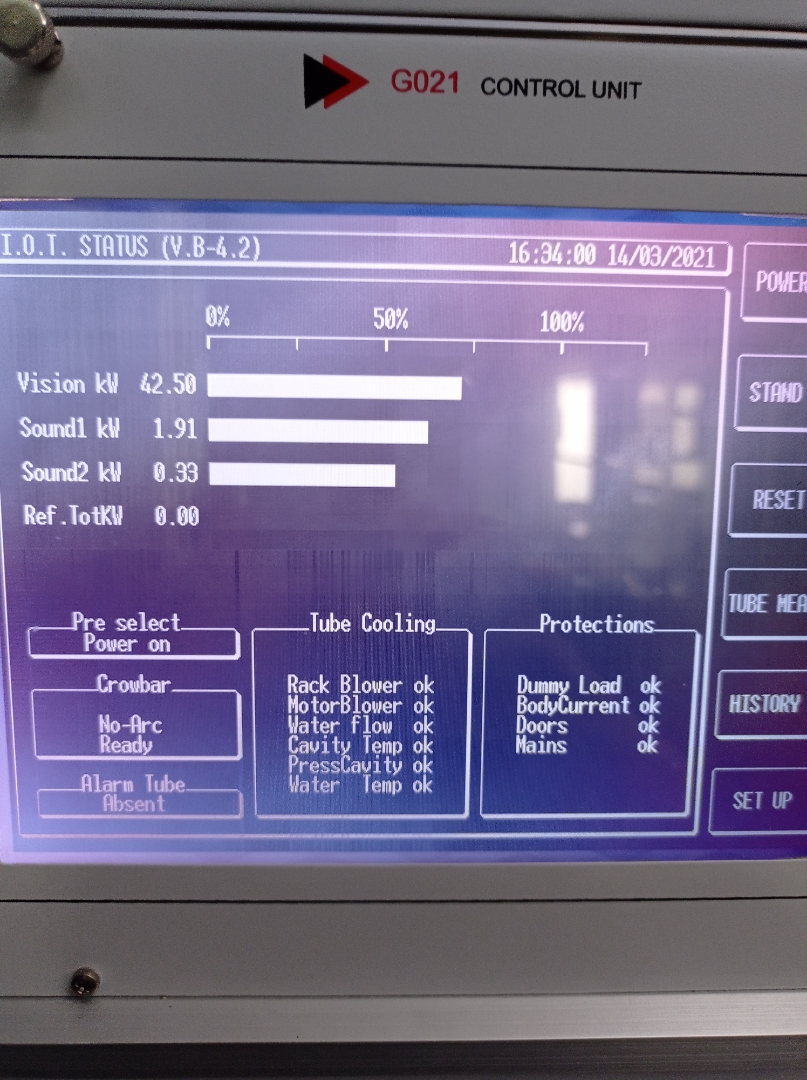 G021 CONTROL UNIT
I.O.T. STATUS (V.B-4.2) 16:34:00 14/03/2021
0% 50% 100%
Vision kW 42.50
Sound1 kW 1.91
Sound2 kW 0.33
Ref.TotKW 0.00
Pre select
Power on
Crowbar
No-Arc
Ready
Alarm Tube
Absent
Tube Cooling
Rack Blower ok
MotorBlower ok
Water flow ok
Cavity Temp ok
PressCavity ok
Water Temp ok
Protections
Dummy Load ok
BodyCurrent ok
Doors ok
Mains ok
POWER
STAND
RESET
TUBE MEA
HISTORY
SET UP